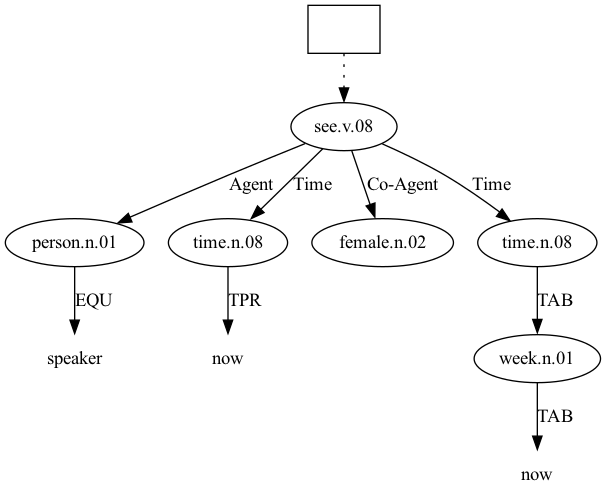 see.v.08
Agent
Time
Co-Agent
Time
person.n.01
time.n.08
female.n.02
time.n.08
EQU
TPR
TAB
speaker
now
week.n.01
TAB
now